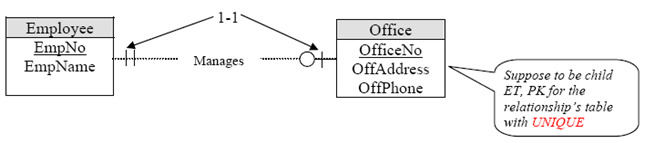 1-1
Employee
EmpNo
EmpName
Manages
Office
OfficeNo
OffAddress
OffPhone
Suppose to be child
ET, PK for the
relationship's table
with UNIQUE